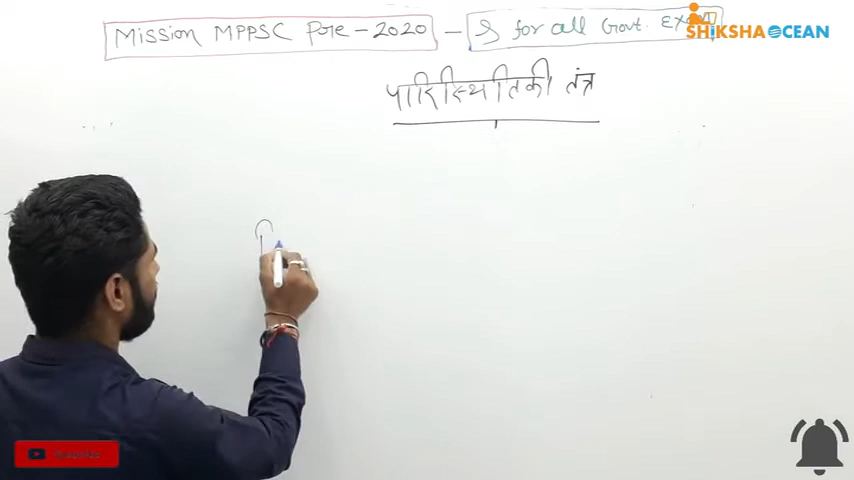 Mission MPPSC Pre-2020 - & for all Govt. Exam
SHIKSHA OCEAN
पारिस्थितिकी तंत्र